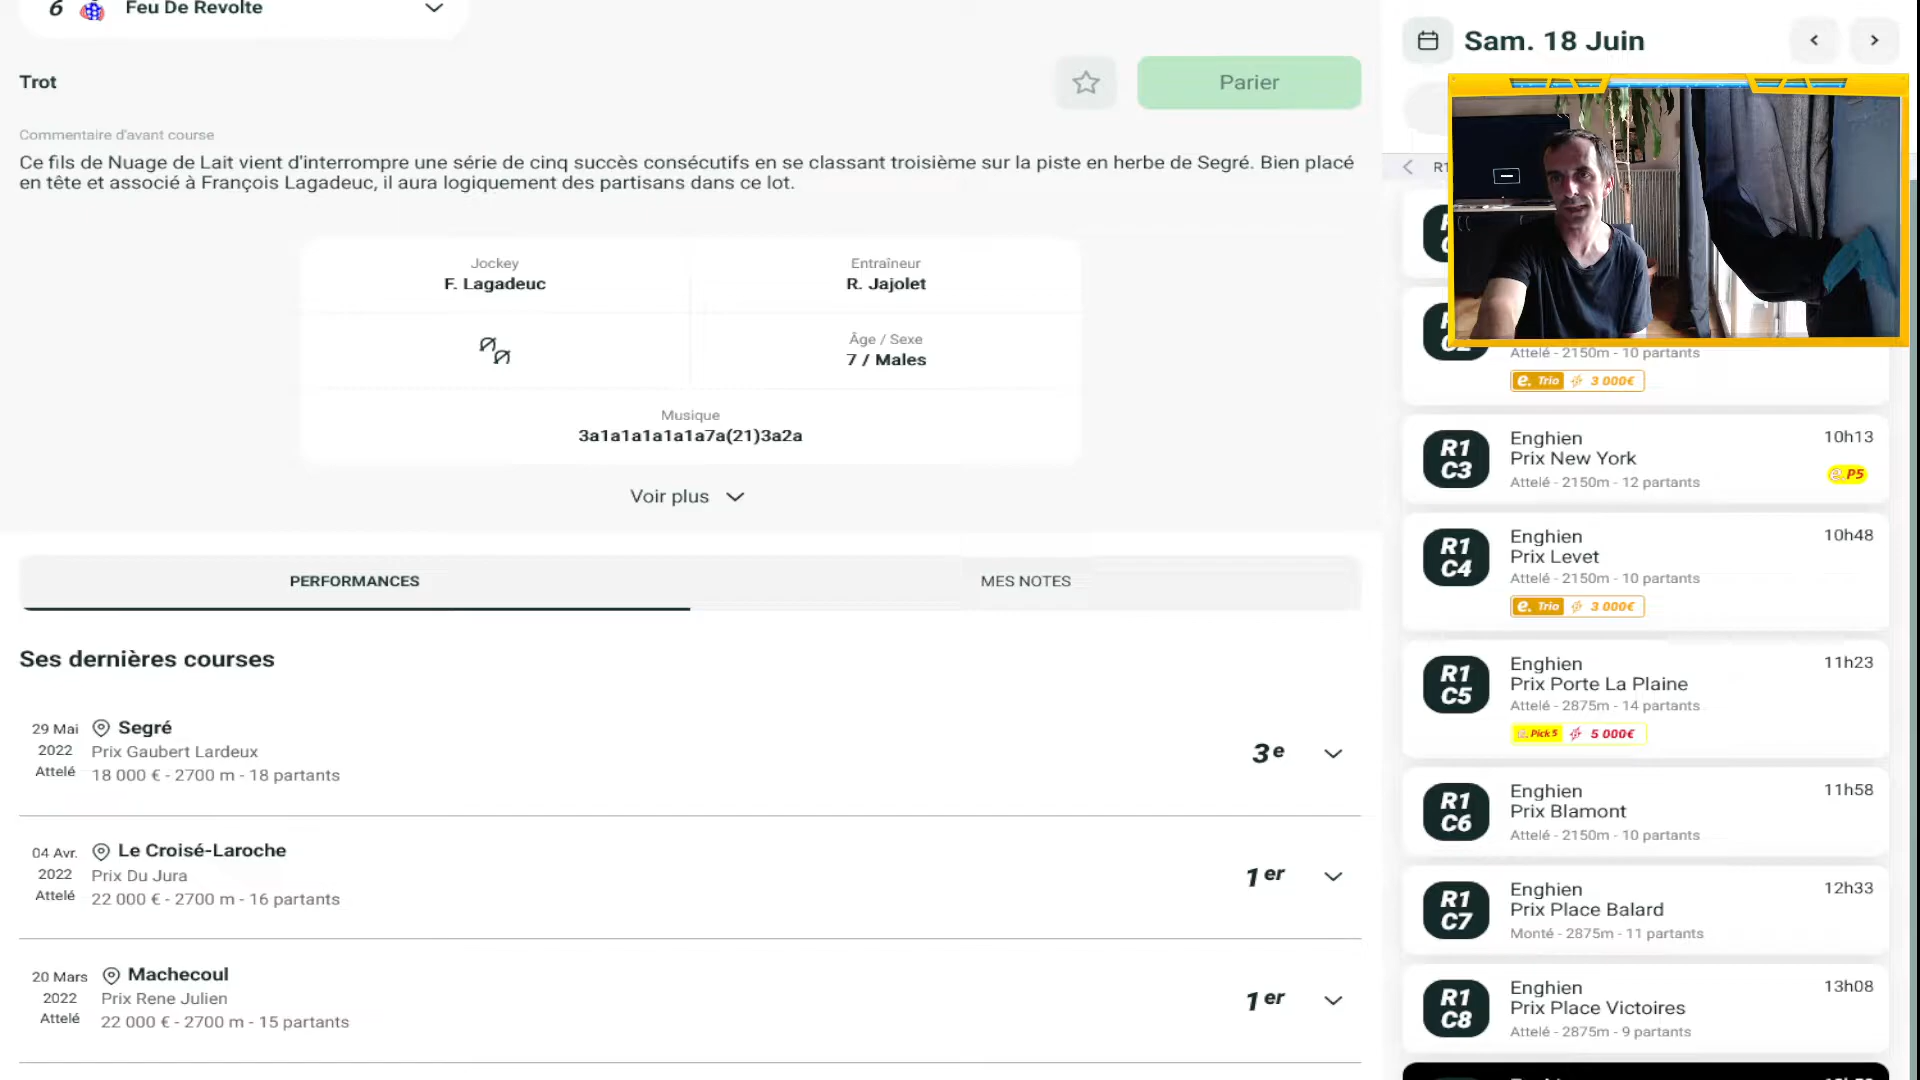 6 Feu De Revolte
Trot
Parier
Commentaire d'avant course
Ce fils de Nuage de Lait vient d'interrompre une série de cinq succès consécutifs en se classant troisième sur la piste en herbe de Segré. Bien placé
en tête et associé à François Lagadeuc, il aura logiquement des partisans dans ce lot.
Jockey
F. Lagadeuc
Entraîneur
R. Jajolet
Âge / Sexe
7 / Males
Musique
3a1a1a1a1a1a7a(21)3a2a
Voir plus
PERFORMANCES
MES NOTES
Ses dernières courses
29 Mai
2022
Attelé
Segré
Prix Gaubert Lardeux
18 000 € - 2700 m - 18 partants
3e
04 Avr.
2022
Attelé
Le Croisé-Laroche
Prix Du Jura
22 000 € - 2700 m - 16 partants
1er
20 Mars
2022
Attelé
Machecoul
Prix Rene Julien
22 000 € - 2700 m - 15 partants
1er
Sam. 18 Juin
Attelé - 2150m - 10 partants
e. Trio 3 000€
R1
C3
Enghien
Prix New York
Attelé - 2150m - 12 partants
10h13
e. P5
R1
C4
Enghien
Prix Levet
Attelé - 2150m - 10 partants
10h48
e. Trio 3 000€
R1
C5
Enghien
Prix Porte La Plaine
Attelé - 2875m - 14 partants
11h23
e. Pick 5 5 000€
R1
C6
Enghien
Prix Blamont
Attelé - 2150m - 10 partants
11h58
R1
C7
Enghien
Prix Place Balard
Monté - 2875m - 11 partants
12h33
R1
C8
Enghien
Prix Place Victoires
Attelé - 2875m - 9 partants
13h08